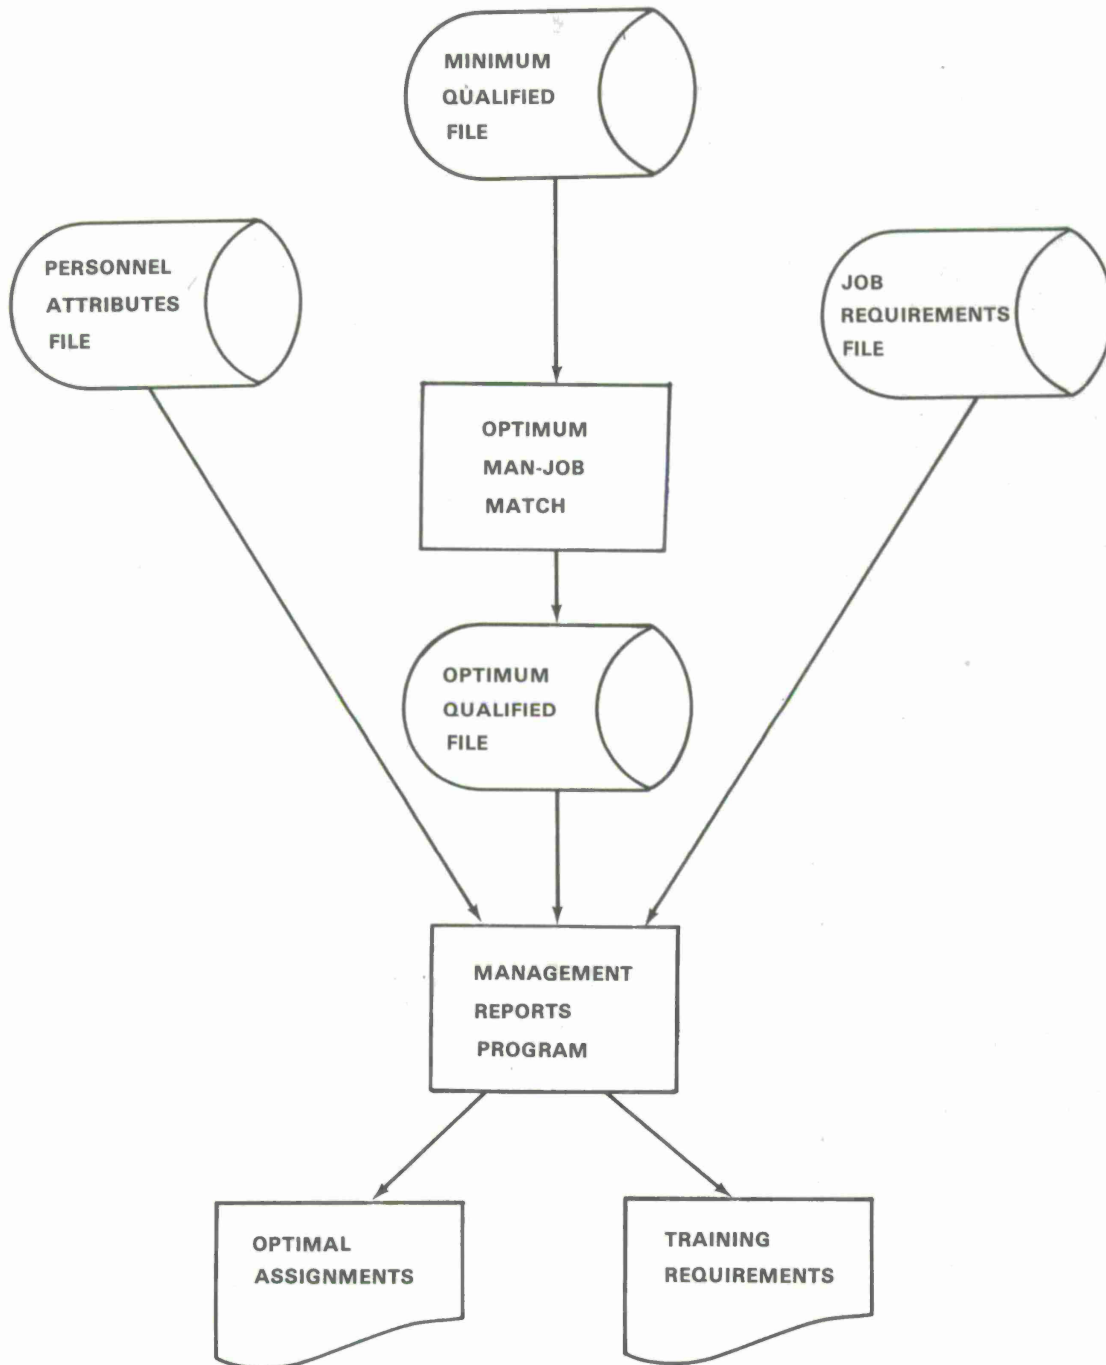 MINIMUM
QUALIFIED
FILE
PERSONNEL
ATTRIBUTES
FILE
JOB
REQUIREMENTS
FILE
OPTIMUM
MAN-JOB
MATCH
OPTIMUM
QUALIFIED
FILE
MANAGEMENT
REPORTS
PROGRAM
OPTIMAL
ASSIGNMENTS
TRAINING
REQUIREMENTS